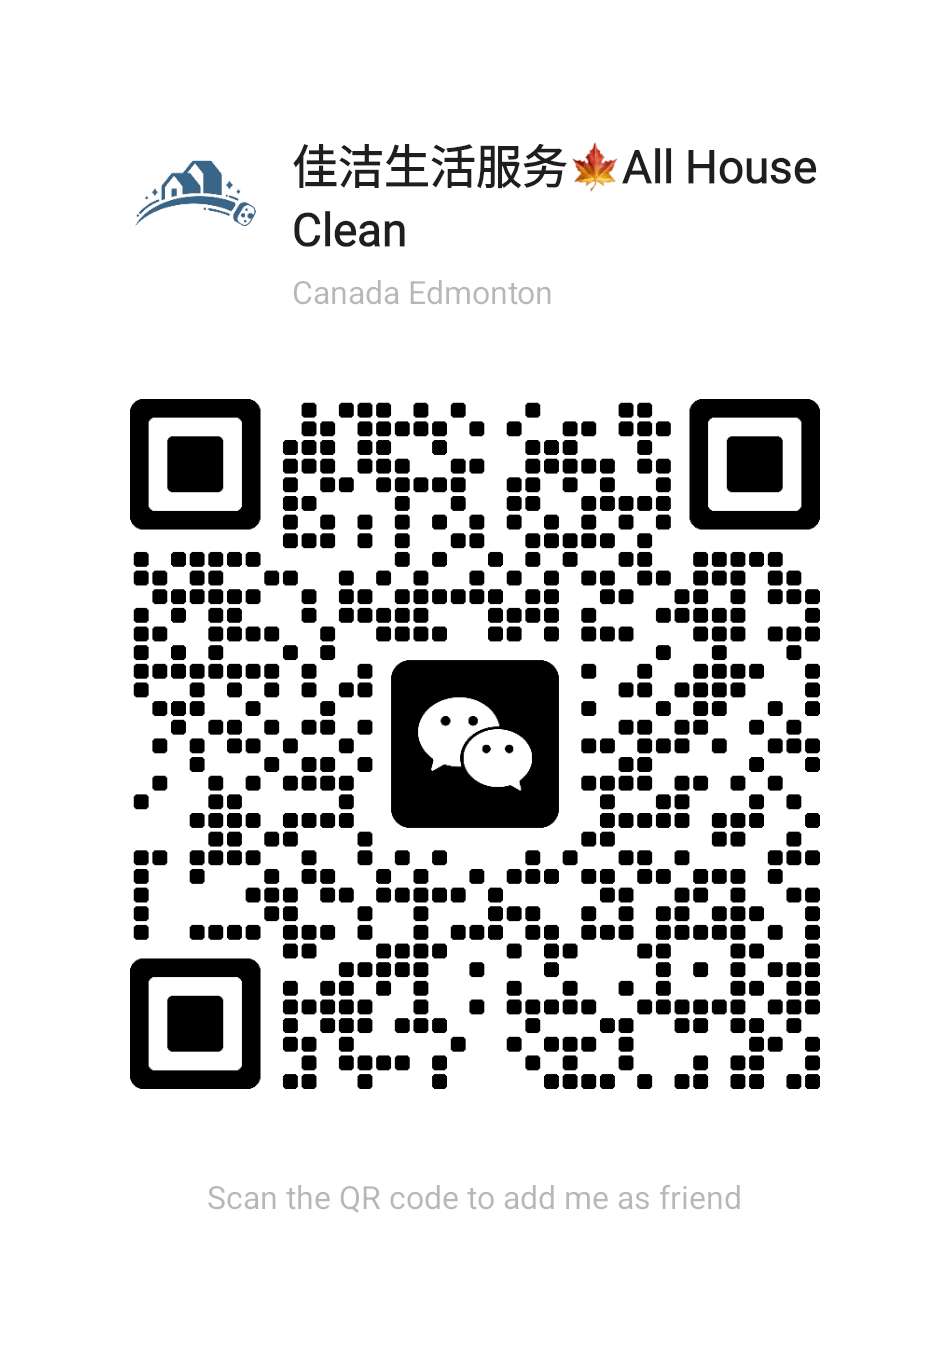 佳洁生活服务🍁All House
Clean
Canada Edmonton
Scan the QR code to add me as friend